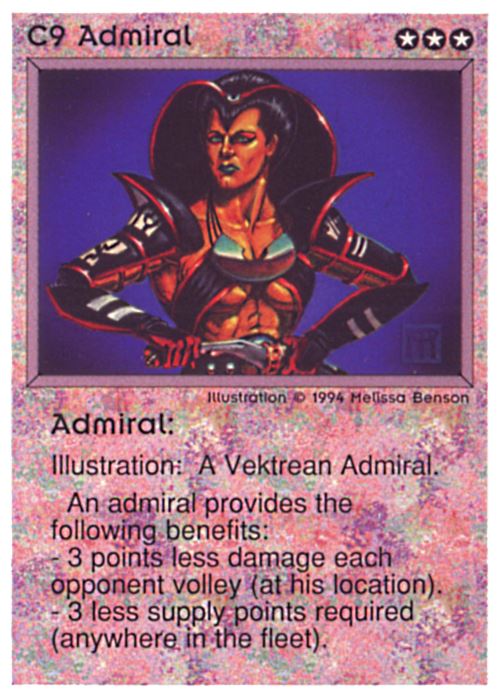 C9 Admiral
Illustration © 1994 Melissa Benson
Admiral:
Illustration: A Vektrean Admiral.
An admiral provides the
following benefits:
- 3 points less damage each
opponent volley (at his location).
- 3 less supply points required
(anywhere in the fleet).